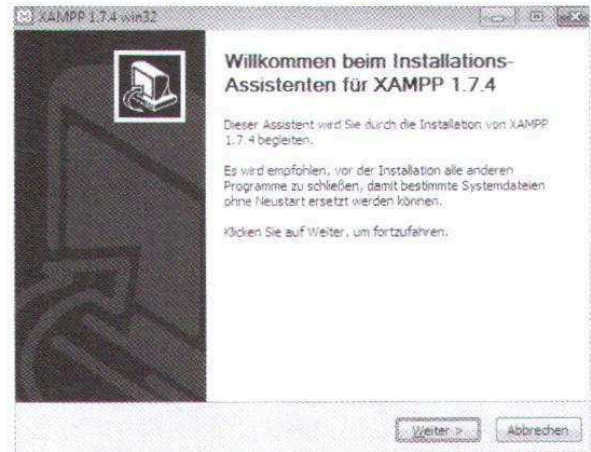 XAMPP 1.7.4 win32
Willkommen beim Installations-
Assistenten für XAMPP 1.7.4
Dieser Assistent wird Sie durch die Installation von XAMPP
1.7.4 begleiten.
Es wird empfohlen, vor der Installation alle anderen
Programme zu schließen, damit bestimmte Systemdateien
ohne Neustart ersetzt werden können.
Klicken Sie auf Weiter, um fortzufahren.
Weiter >
Abbrechen